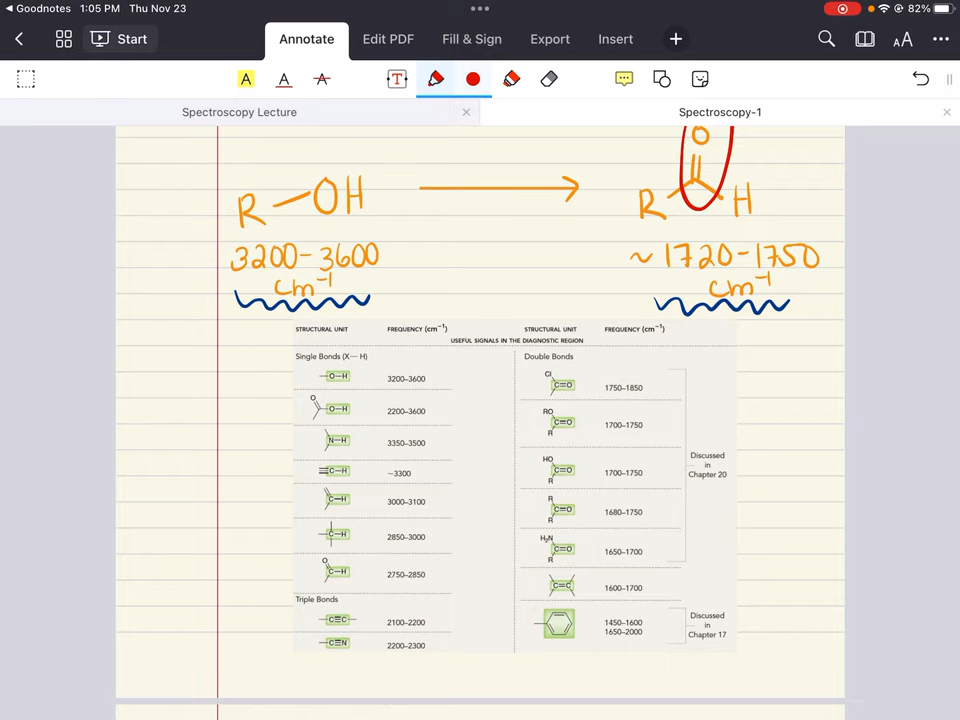 Goodnotes 1:05 PM Thu Nov 23 82%
Start Annotate Edit PDF Fill & Sign Export Insert
Spectroscopy Lecture Spectroscopy-1
O
R OH R H
3200-3600 ~ 1720-1750
cm⁻¹ cm⁻¹
STRUCTURAL UNIT FREQUENCY (cm⁻¹) STRUCTURAL UNIT FREQUENCY (cm⁻¹)
USEFUL SIGNALS IN THE DIAGNOSTIC REGION
Single Bonds (X—H) Double Bonds
O—H 3200–3600
Cl C=O 1750–1850
O O—H 2200–3600
RO C=O R 1700–1750
N—H 3350–3500
HO C=O R 1700–1750
C—H ~3300
C—H 3000–3100
R C=O R 1680–1750
C—H 2850–3000
H₂N C=O R 1650–1700
O C—H 2750–2850
Discussed
in
Chapter 20
C=C 1600–1700
Triple Bonds
C≡C 2100–2200
1450–1600
1650–2000
C≡N 2200–2300
Discussed
in
Chapter 17